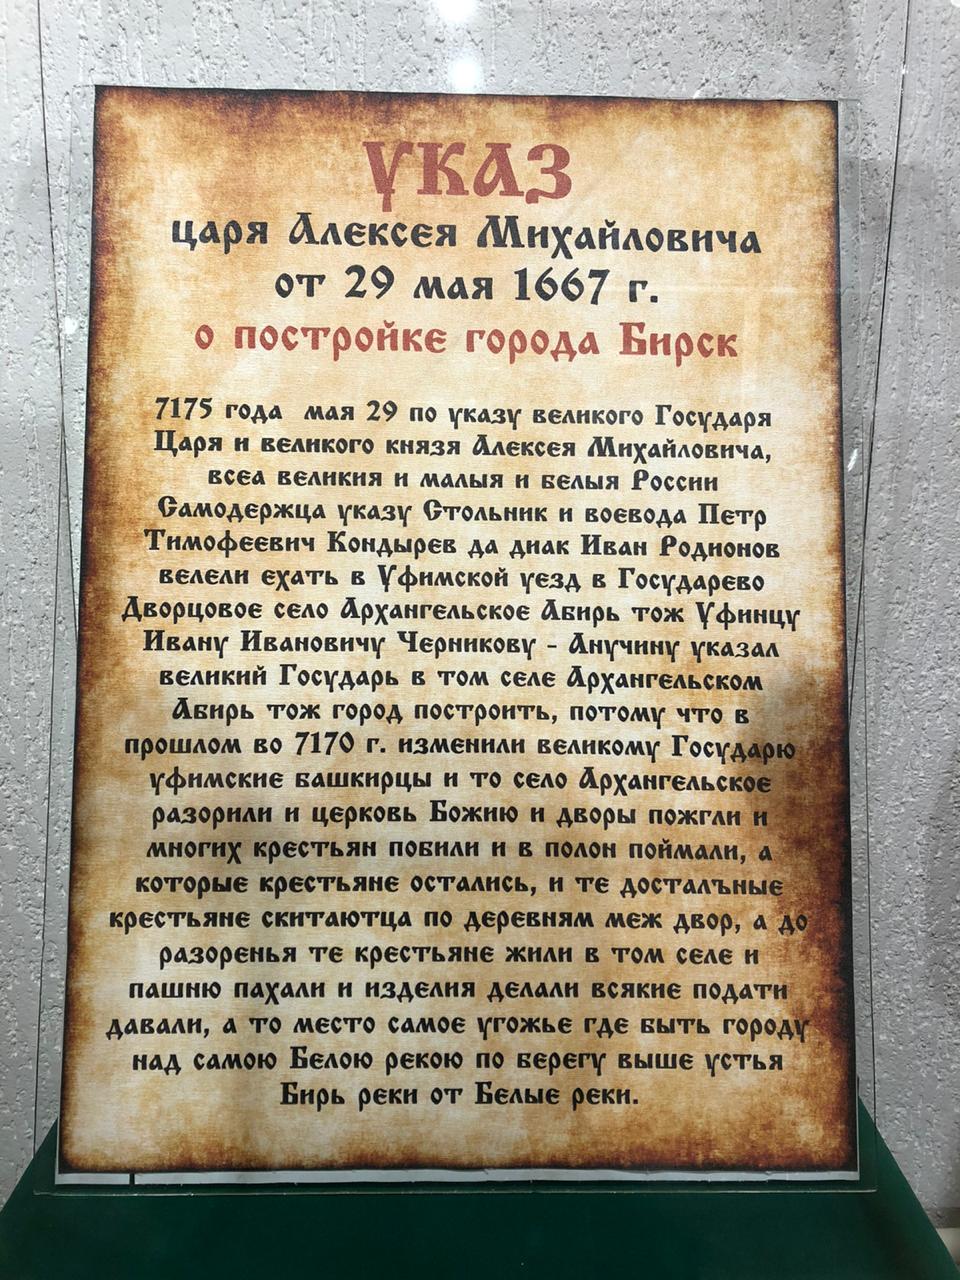 УКАЗ
царя Алексея Михайловича
от 29 мая 1667 г.
о постройке города Бирск
7175 года мая 29 по указу великого Государя
Царя и великого князя Алексея Михайловича,
всеа великия и малыя и белыя России
Самодержца указу Стольник и воевода Петр
Тимофеевич Кондырев да диак Иван Родионов
велели ехать в Уфимской уезд в Государево
Дворцовое село Архангельское Абирь тож Уфинцу
Ивану Ивановичу Черникову - Анучину указал
великий Государь в том селе Архангельском
Абирь тож город построить, потому что в
прошлом во 7170 г. изменили великому Государю
уфимские башкирцы и то село Архангельское
разорили и церковь Божию и дворы пожгли и
многих крестьян побили и в полон поймали, а
которые крестьяне остались, и те досталъные
крестьяне скитаютца по деревням меж двор, а до
разоренья те крестьяне жили в том селе и
пашню пахали и изделия делали всякие подати
давали, а то место самое угожье где быть городу
над самою Белою рекою по берегу выше устья
Бирь реки от Белые реки.